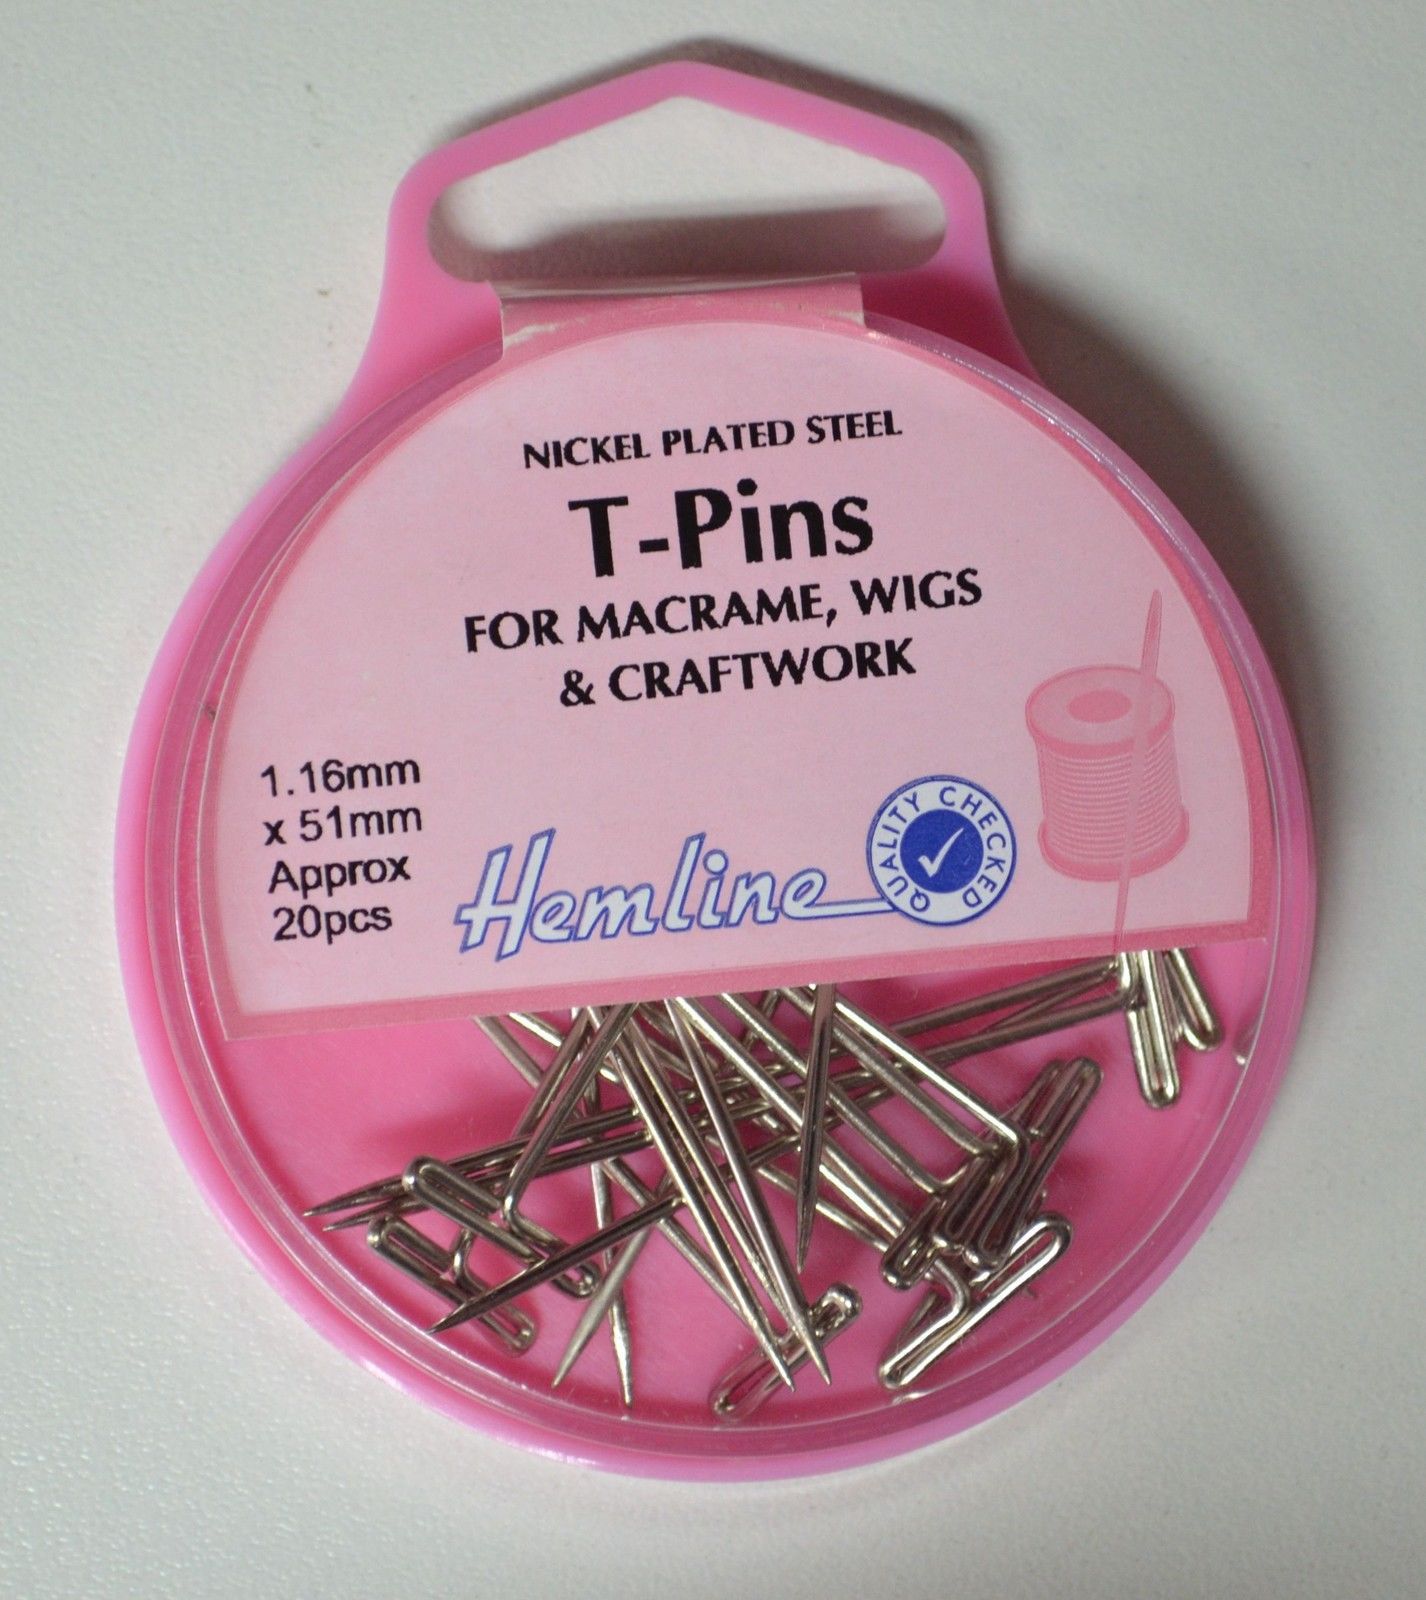 NICKEL PLATED STEEL
T-Pins
FOR MACRAME, WIGS
& CRAFTWORK
1.16mm
x 51mm
Approx
20pcs
Hemline
QUALITY CHECKED